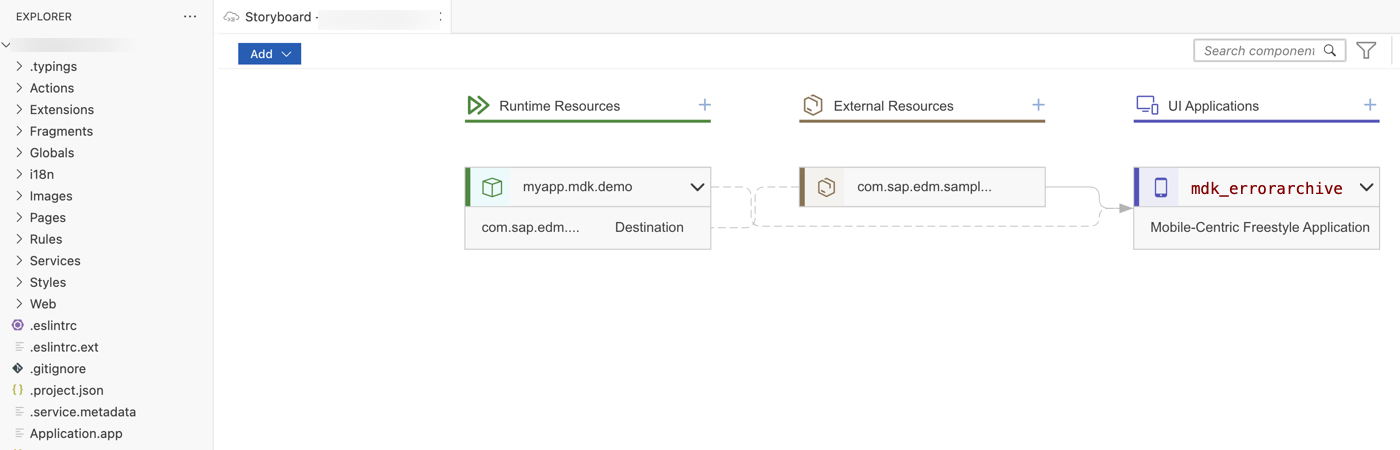 EXPLORER
...
Storyboard -
Add
Search component
Runtime Resources +
External Resources +
UI Applications +
.typings
Actions
Extensions
Fragments
Globals
i18n
Images
Pages
Rules
Services
Styles
Web
.eslintrc
.eslintrc.ext
.gitignore
{} .project.json
.service.metadata
Application.app
myapp.mdk.demo
com.sap.edm.... Destination
com.sap.edm.sampl...
mdk_errorarchive
Mobile-Centric Freestyle Application